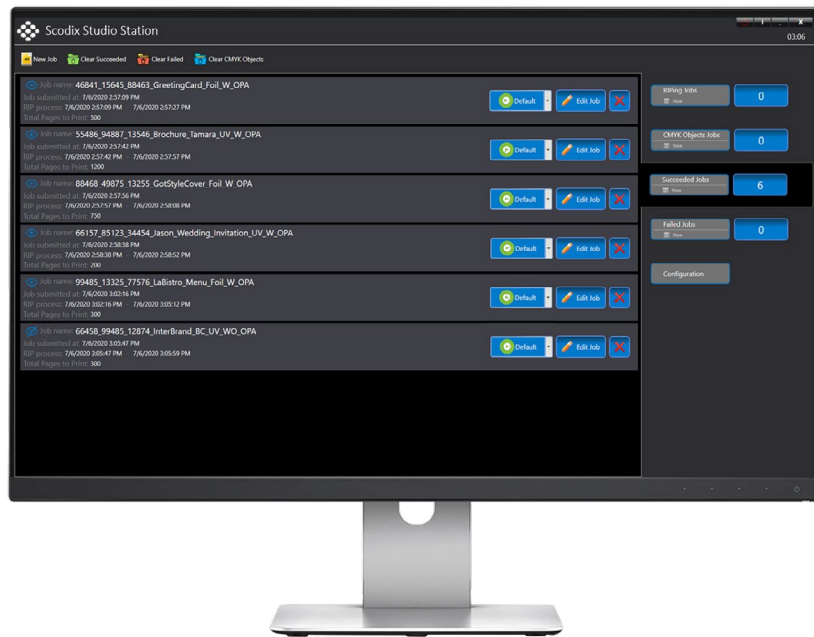 Scodix Studio Station
03:06
New Job Clear Succeeded Clear Failed Clear CMYK Objects
Job name: 46841_15645_88463_GreetingCard_Foil_W_OPA
Job submitted at: 7/6/2020 2:57:09 PM
RIP process: 7/6/2020 2:57:09 PM - 7/6/2020 2:57:27 PM
Total Pages to Print: 500
Default Edit Job
Job name: 55486_94887_13546_Brochure_Tamara_UV_W_OPA
Job submitted at: 7/6/2020 2:57:42 PM
RIP process: 7/6/2020 2:57:42 PM - 7/6/2020 2:57:57 PM
Total Pages to Print: 1200
Default Edit Job
Job name: 88468_49875_13255_GotStyleCover_Foil_W_OPA
Job submitted at: 7/6/2020 2:57:56 PM
RIP process: 7/6/2020 2:57:57 PM - 7/6/2020 2:58:08 PM
Total Pages to Print: 750
Default Edit Job
Job name: 66157_85123_34454_Jason_Wedding_Invitation_UV_W_OPA
Job submitted at: 7/6/2020 2:58:38 PM
RIP process: 7/6/2020 2:58:38 PM - 7/6/2020 2:58:52 PM
Total Pages to Print: 200
Default Edit Job
Job name: 99485_13325_77576_LaBistro_Menu_Foil_W_OPA
Job submitted at: 7/6/2020 3:02:16 PM
RIP process: 7/6/2020 3:02:16 PM - 7/6/2020 3:05:12 PM
Total Pages to Print: 300
Default Edit Job
Job name: 66458_99485_12874_InterBrand_BC_UV_WO_OPA
Job submitted at: 7/6/2020 3:05:47 PM
RIP process: 7/6/2020 3:05:47 PM - 7/6/2020 3:05:59 PM
Total Pages to Print: 300
Default Edit Job
RIPing Jobs
Now
0
CMYK Objects Jobs
Now
0
Succeeded Jobs
Now
6
Failed Jobs
Now
0
Configuration